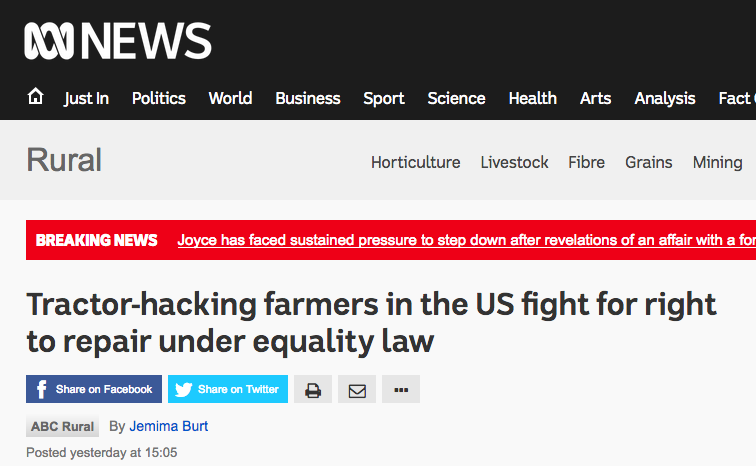 NEWS
Just In Politics World Business Sport Science Health Arts Analysis Fact
Rural
Horticulture Livestock Fibre Grains Mining
BREAKING NEWS Joyce has faced sustained pressure to step down after revelations of an affair with a for
Tractor-hacking farmers in the US fight for right
to repair under equality law
f Share on Facebook Share on Twitter
ABC Rural By Jemima Burt
Posted yesterday at 15:05